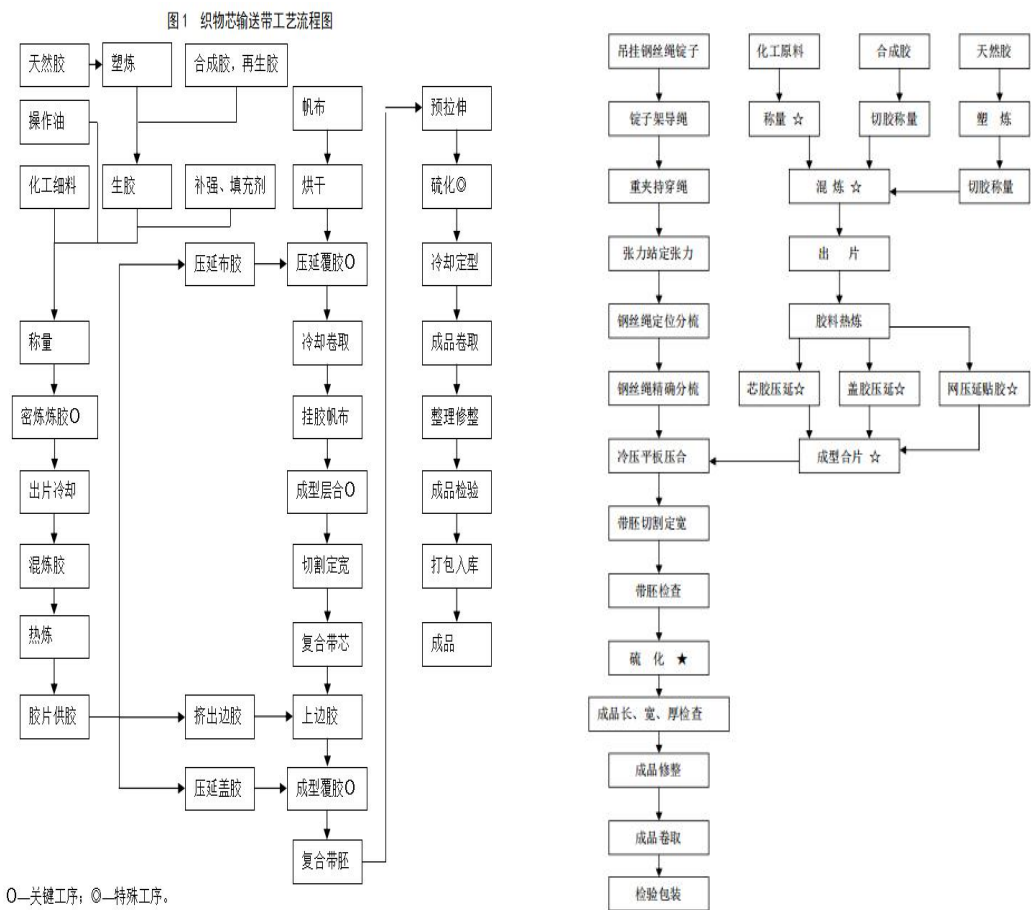 图1 织物芯输送带工艺流程图
天然胶
塑炼
合成胶，再生胶
操作油
帆布
预拉伸
化工细料
生胶
补强、填充剂
烘干
硫化◎
压延布胶
压延覆胶O
冷却定型
称量
冷却卷取
成品卷取
密炼炼胶O
挂胶帆布
整理修整
出片冷却
成型层合O
成品检验
混炼胶
切割定宽
打包入库
热炼
复合带芯
成品
胶片供胶
挤出边胶
上边胶
压延盖胶
成型覆胶O
复合带胚
O—关键工序；◎—特殊工序。
吊挂钢丝绳锭子
化工原料
合成胶
天然胶
锭子架导绳
称量 ☆
切胶称量
塑 炼
重夹持穿绳
混 炼 ☆
切胶称量
张力站定张力
出 片
钢丝绳定位分梳
胶料热炼
钢丝绳精确分梳
芯胶压延☆
盖胶压延☆
网压延贴胶☆
冷压平板压合
成型合片 ☆
带胚切割定宽
带胚检查
硫 化 ★
成品长、宽、厚检查
成品修整
成品卷取
检验包装